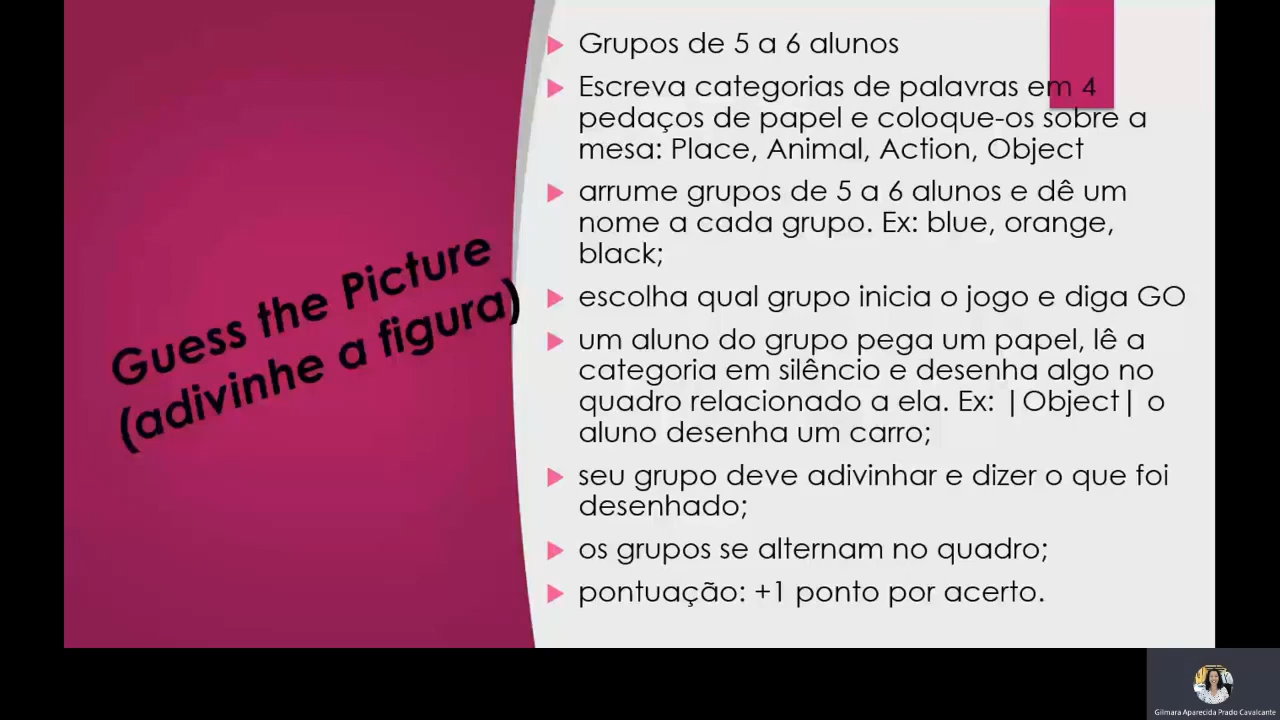 Guess the Picture
(adivinhe a figura)
Grupos de 5 a 6 alunos
Escreva categorias de palavras em 4
pedaços de papel e coloque-os sobre a
mesa: Place, Animal, Action, Object
arrume grupos de 5 a 6 alunos e dê um
nome a cada grupo. Ex: blue, orange,
black;
escolha qual grupo inicia o jogo e diga GO
um aluno do grupo pega um papel, lê a
categoria em silêncio e desenha algo no
quadro relacionado a ela. Ex: |Object| o
aluno desenha um carro;
seu grupo deve adivinhar e dizer o que foi
desenhado;
os grupos se alternam no quadro;
pontuação: +1 ponto por acerto.
Gilmara Aparecida Prado Cavalcante